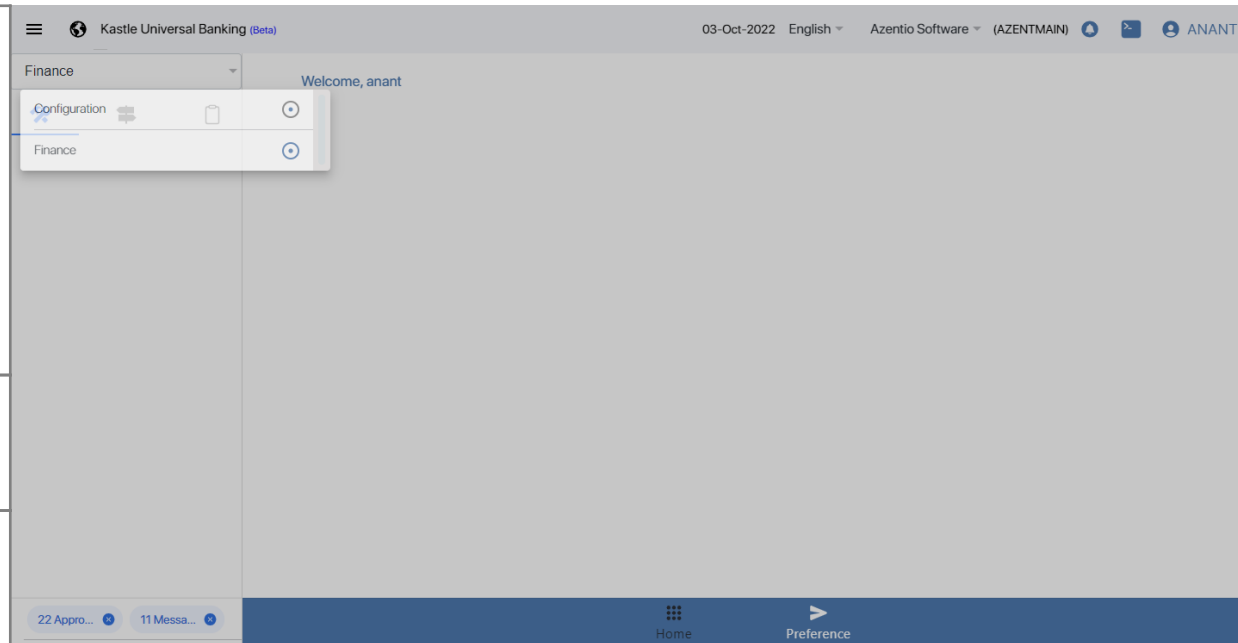 Kastle Universal Banking (Beta) 03-Oct-2022 English Azentio Software (AZENTMAIN) ANANT
Finance
Welcome, anant
Configuration
Finance
22 Appro... 11 Messa...
Home Preference